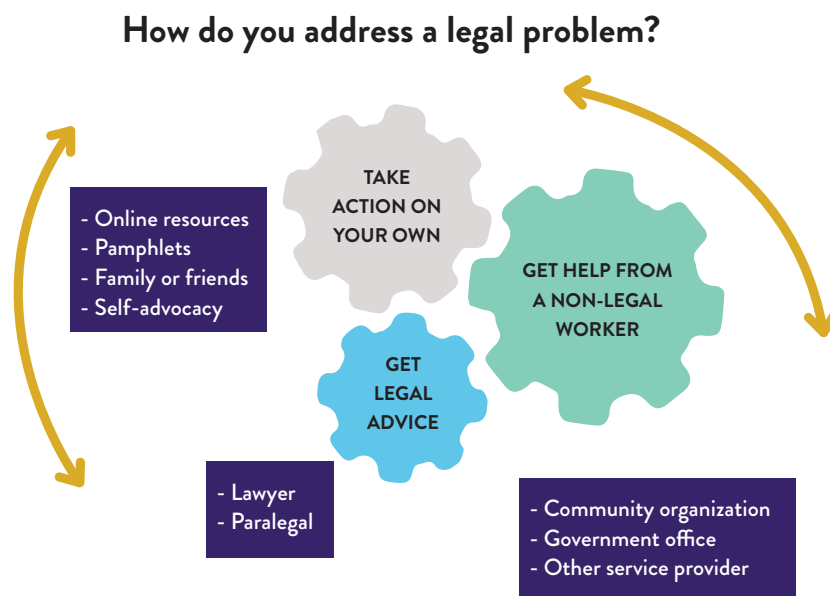 How do you address a legal problem?
TAKE
ACTION ON
YOUR OWN
- Online resources
- Pamphlets
- Family or friends
- Self-advocacy
GET HELP FROM
A NON-LEGAL
WORKER
GET
LEGAL
ADVICE
- Lawyer
- Paralegal
- Community organization
- Government office
- Other service provider